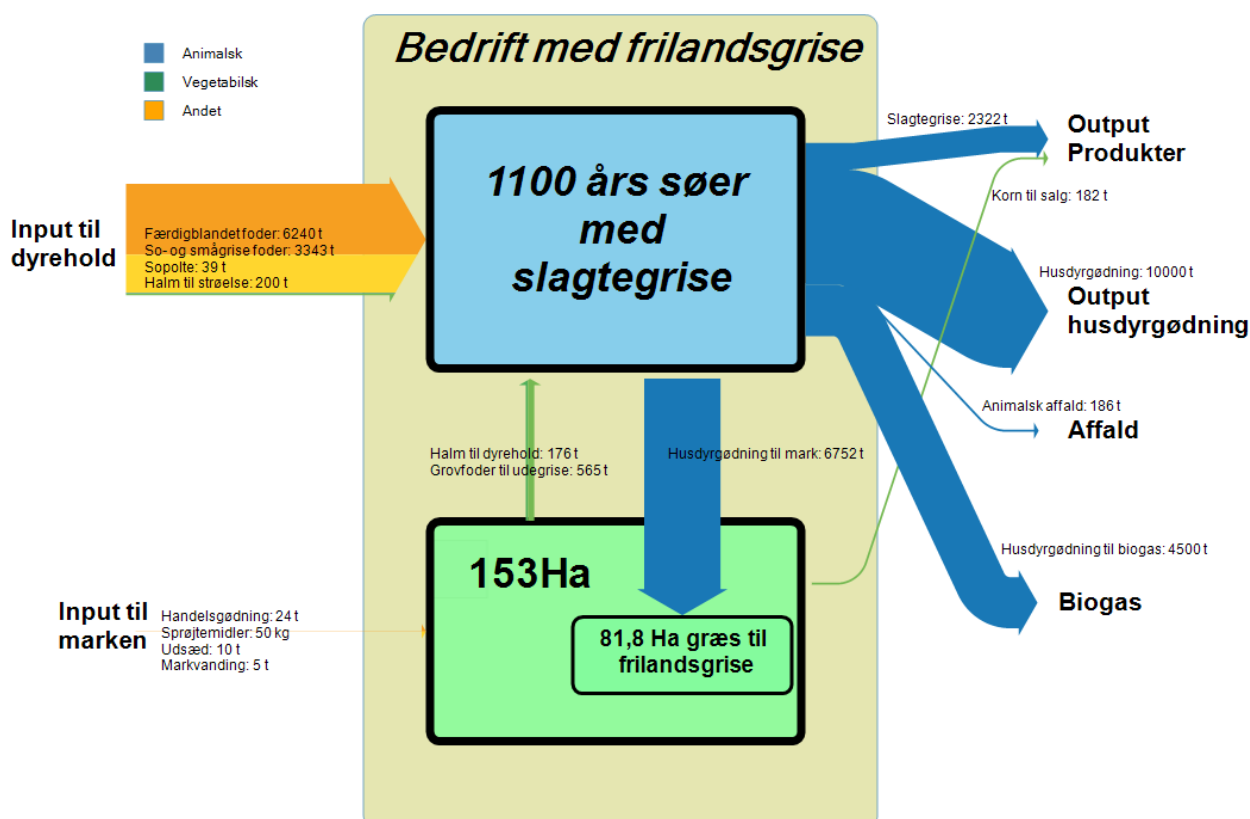 Bedrift med frilandsgrise
Animalsk
Vegetabilsk
Andet
Input til
dyrehold
Færdigblandet foder: 6240 t
So- og smågrise foder: 3343 t
Sopolte: 39 t
Halm til strøelse: 200 t
1100 års søer
med
slagtegrise
Slagtegrise: 2322 t
Output
Produkter
Korn til salg: 182 t
Husdyrgødning: 10000 t
Output
husdyrgødning
Animalsk affald: 186 t
Affald
Halm til dyrehold: 176 t
Grovfoder til udegrise: 565 t
Husdyrgødning til mark: 6752 t
Husdyrgødning til biogas: 4500 t
Biogas
153Ha
81,8 Ha græs til
frilandsgrise
Input til
marken
Handelsgødning: 24 t
Sprøjtemidler: 50 kg
Udsæd: 10 t
Markvanding: 5 t